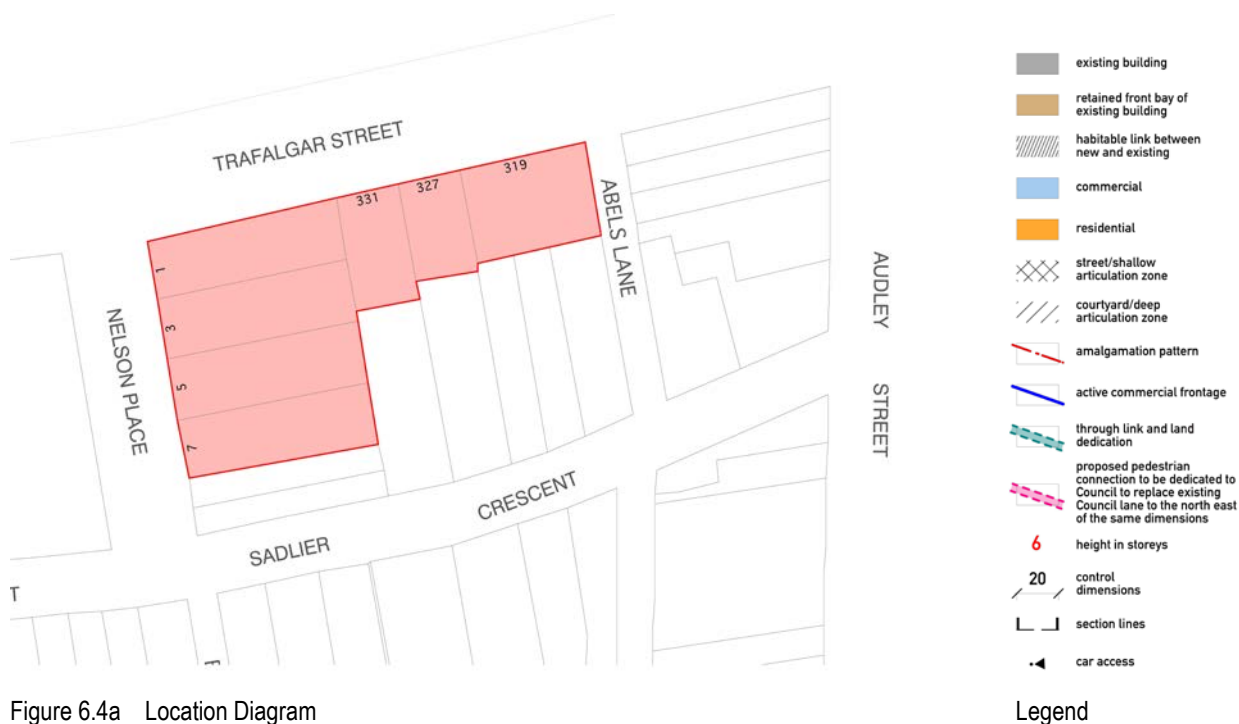 TRAFALGAR STREET
331
327
319
ABELS LANE
1
3
5
7
NELSON PLACE
AUDLEY
STREET
SADLIER
CRESCENT
T
existing building
retained front bay of
existing building
habitable link between
new and existing
commercial
residential
street/shallow
articulation zone
courtyard/deep
articulation zone
amalgamation pattern
active commercial frontage
through link and land
dedication
proposed pedestrian
connection to be dedicated to
Council to replace existing
Council lane to the north east
of the same dimensions
6
height in storeys
20
control
dimensions
section lines
car access
Figure 6.4a Location Diagram
Legend